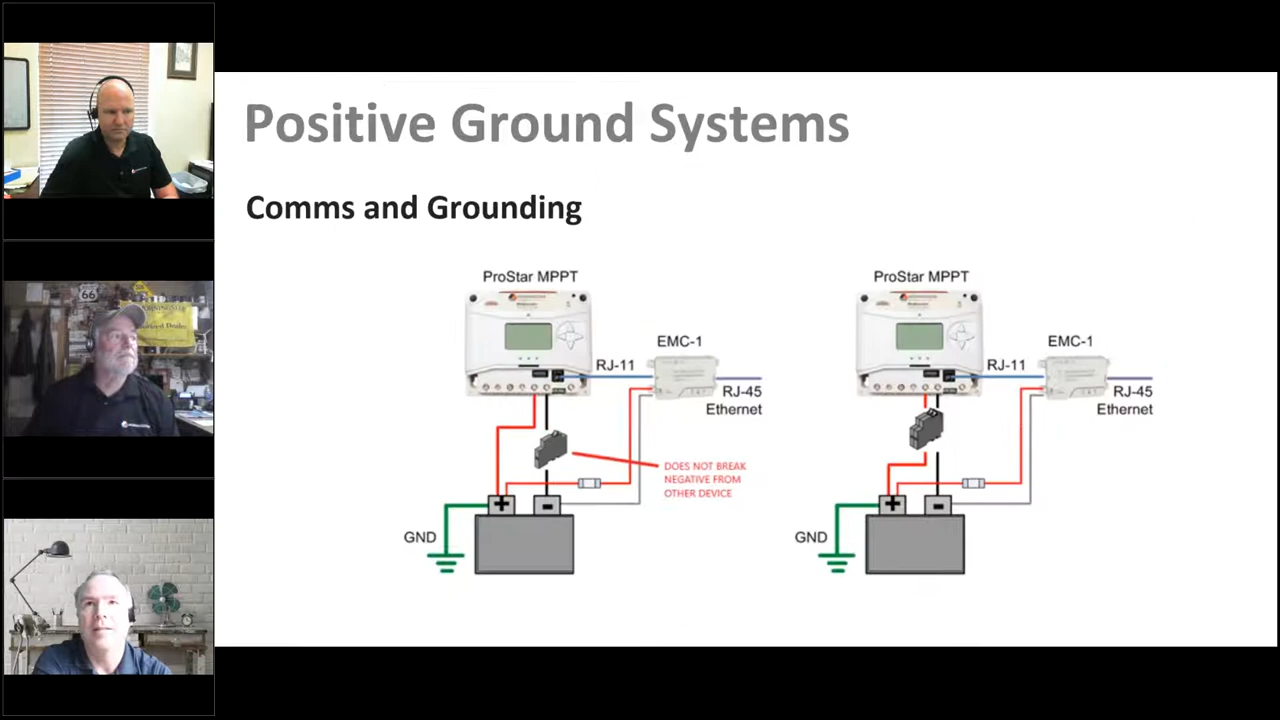 Positive Ground Systems
Comms and Grounding
ProStar MPPT
EMC-1
RJ-11
RJ-45
Ethernet
DOES NOT BREAK
NEGATIVE FROM
OTHER DEVICE
+
-
GND
ProStar MPPT
EMC-1
RJ-11
RJ-45
Ethernet
+
-
GND
66